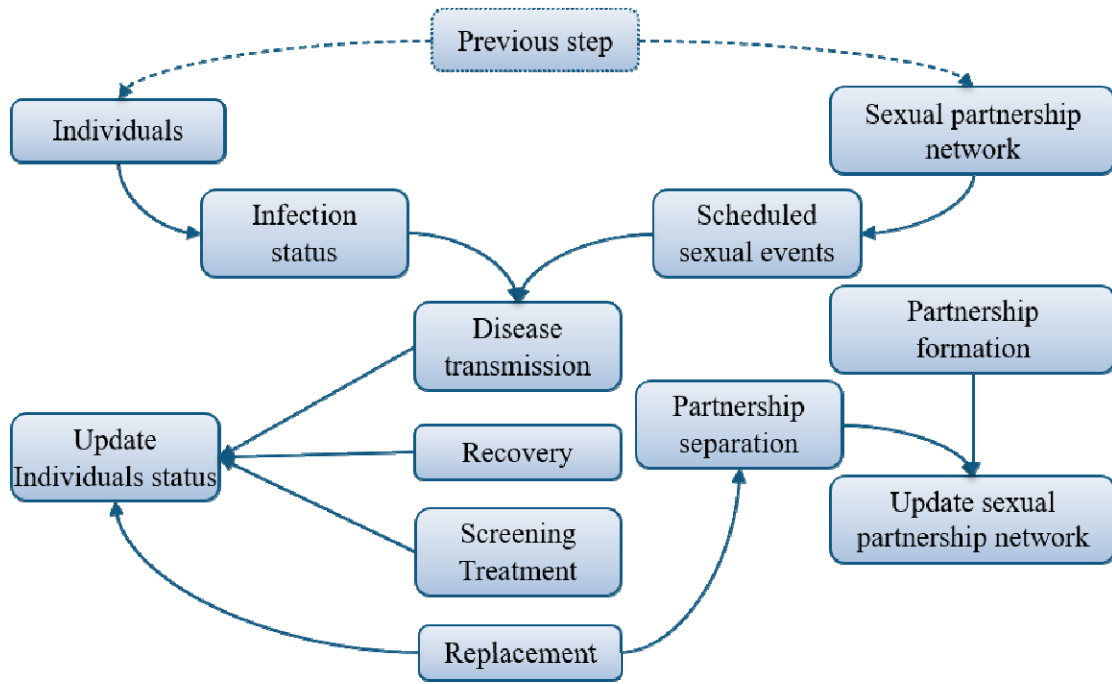 Previous step
Individuals
Sexual partnership
network
Infection
status
Scheduled
sexual events
Disease
transmission
Partnership
formation
Update
Individuals status
Recovery
Partnership
separation
Screening
Treatment
Update sexual
partnership network
Replacement